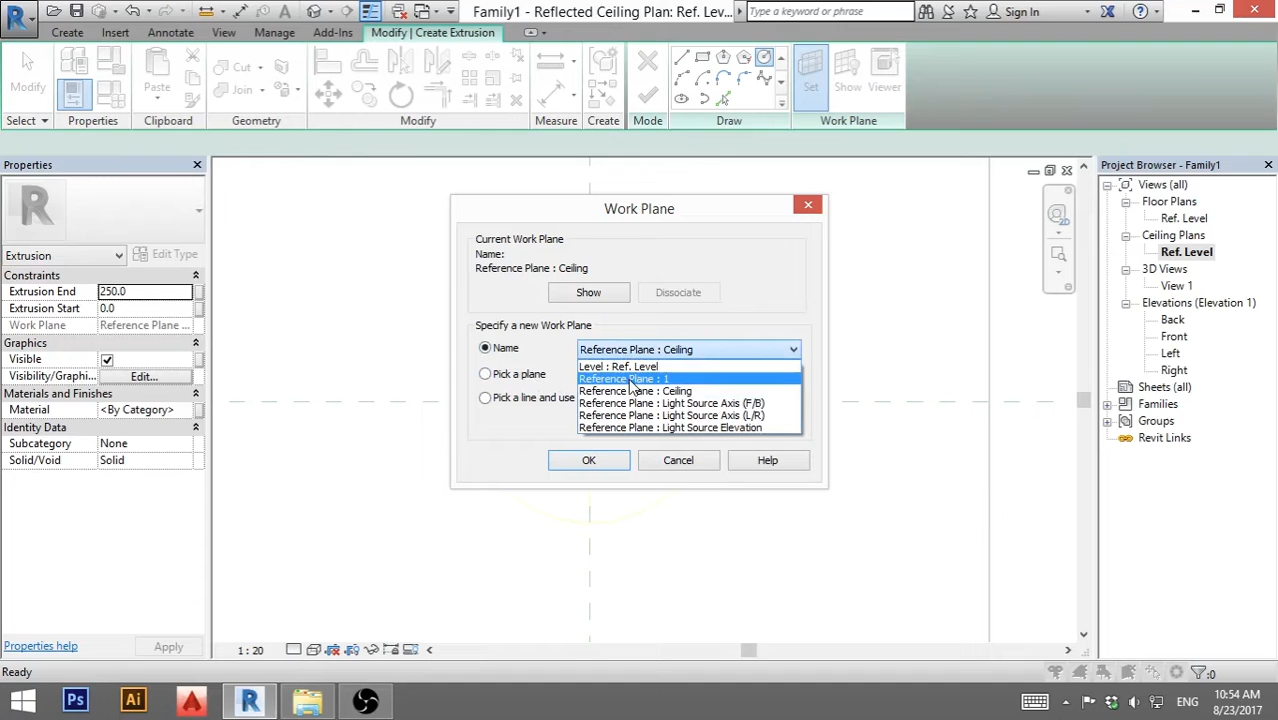 Family1 - Reflected Ceiling Plan: Ref. Lev...
Type a keyword or phrase
Sign In
Create Insert Annotate View Manage Add-Ins Modify | Create Extrusion
Modify
Paste
Cut
Join
Set Show Viewer
Select Properties Clipboard Geometry Modify Measure Create Mode Draw Work Plane
Properties
Extrusion
Edit Type
Constraints
Extrusion End 250.0
Extrusion Start 0.0
Work Plane Reference Plane ...
Graphics
Visible
Visibility/Graphi... Edit...
Materials and Finishes
Material <By Category>
Identity Data
Subcategory None
Solid/Void Solid
Properties help Apply
Work Plane
Current Work Plane
Name:
Reference Plane : Ceiling
Show Dissociate
Specify a new Work Plane
Name Reference Plane : Ceiling
Level : Ref. Level
Pick a plane Reference Plane : 1
Reference Plane : Ceiling
Pick a line and use Reference Plane : Light Source Axis (F/B)
Reference Plane : Light Source Axis (L/R)
Reference Plane : Light Source Elevation
OK Cancel Help
Project Browser - Family1
Views (all)
Floor Plans
Ref. Level
Ceiling Plans
Ref. Level
3D Views
View 1
Elevations (Elevation 1)
Back
Front
Left
Right
Sheets (all)
Families
Groups
Revit Links
2D
1 : 20
Ready
:0
Ps Ai
ENG
10:54 AM
8/23/2017